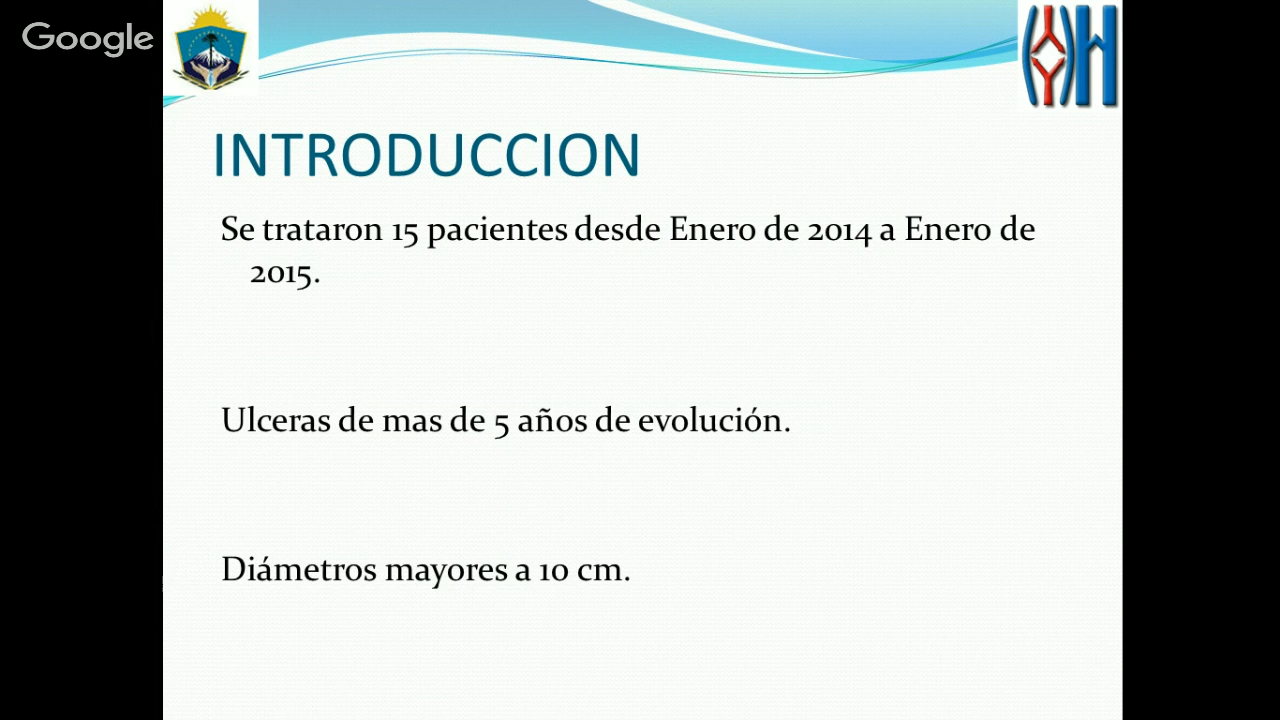 Google
INTRODUCCION
Se trataron 15 pacientes desde Enero de 2014 a Enero de
2015.
Ulceras de mas de 5 años de evolución.
Diámetros mayores a 10 cm.